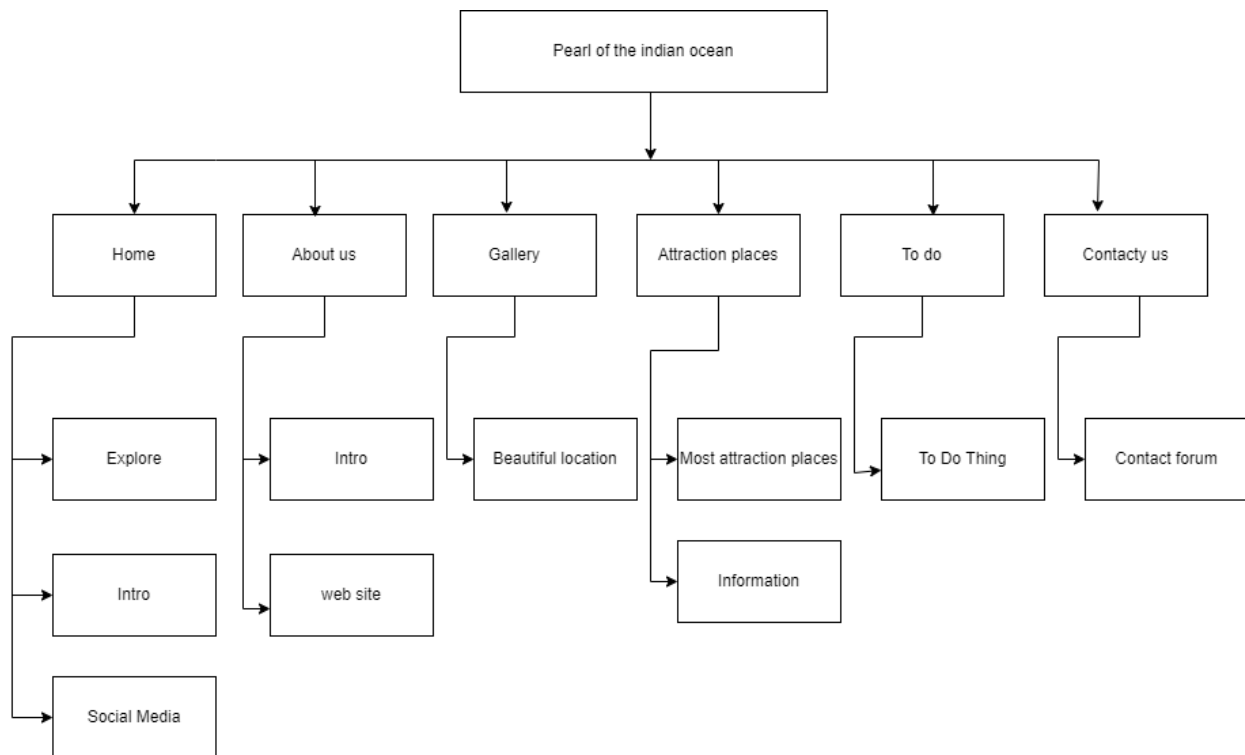 Pearl of the indian ocean
Home
About us
Gallery
Attraction places
To do
Contacty us
Explore
Intro
Beautiful location
Most attraction places
To Do Thing
Contact forum
Intro
web site
Information
Social Media